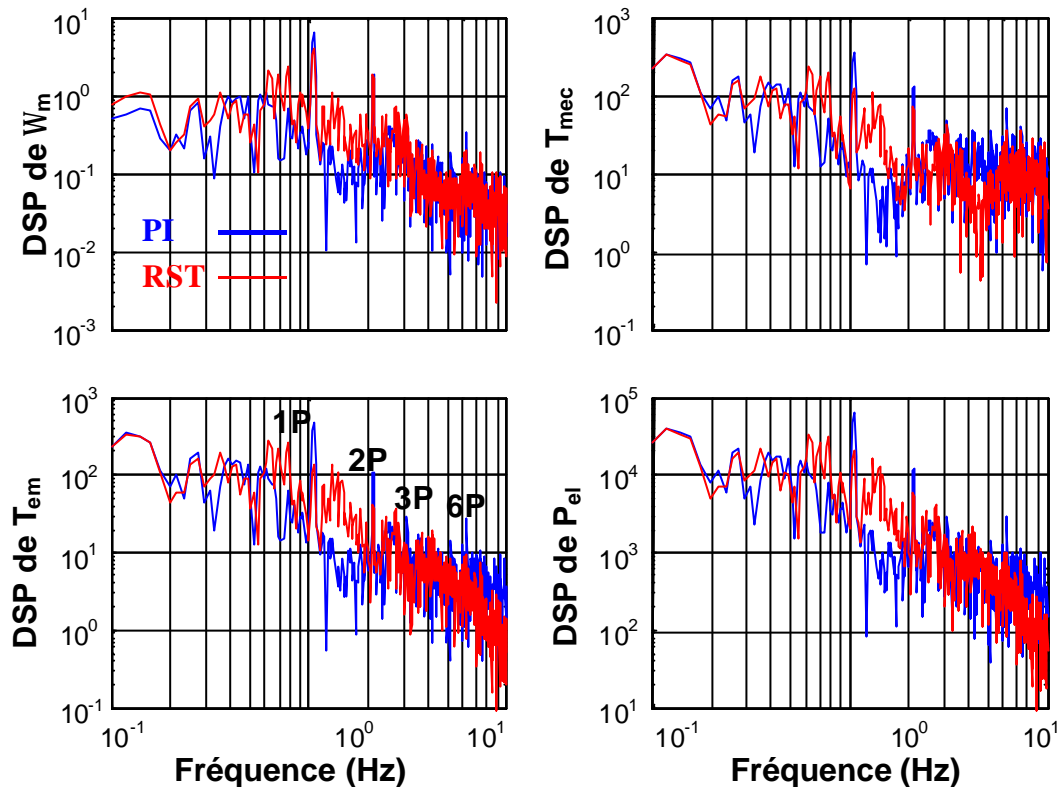 10^1
10^0
10^-1
10^-2
10^-3
DSP de W_m
PI
RST
10^2
10^1
10^0
10^-1
DSP de T_mec
10^3
10^2
10^1
10^0
10^-1
DSP de T_em
1P
2P
3P
6P
10^-1
10^0
10^1
Fréquence (Hz)
10^5
10^4
10^3
10^2
10^1
DSP de P_el
10^-1
10^0
10^1
Fréquence (Hz)